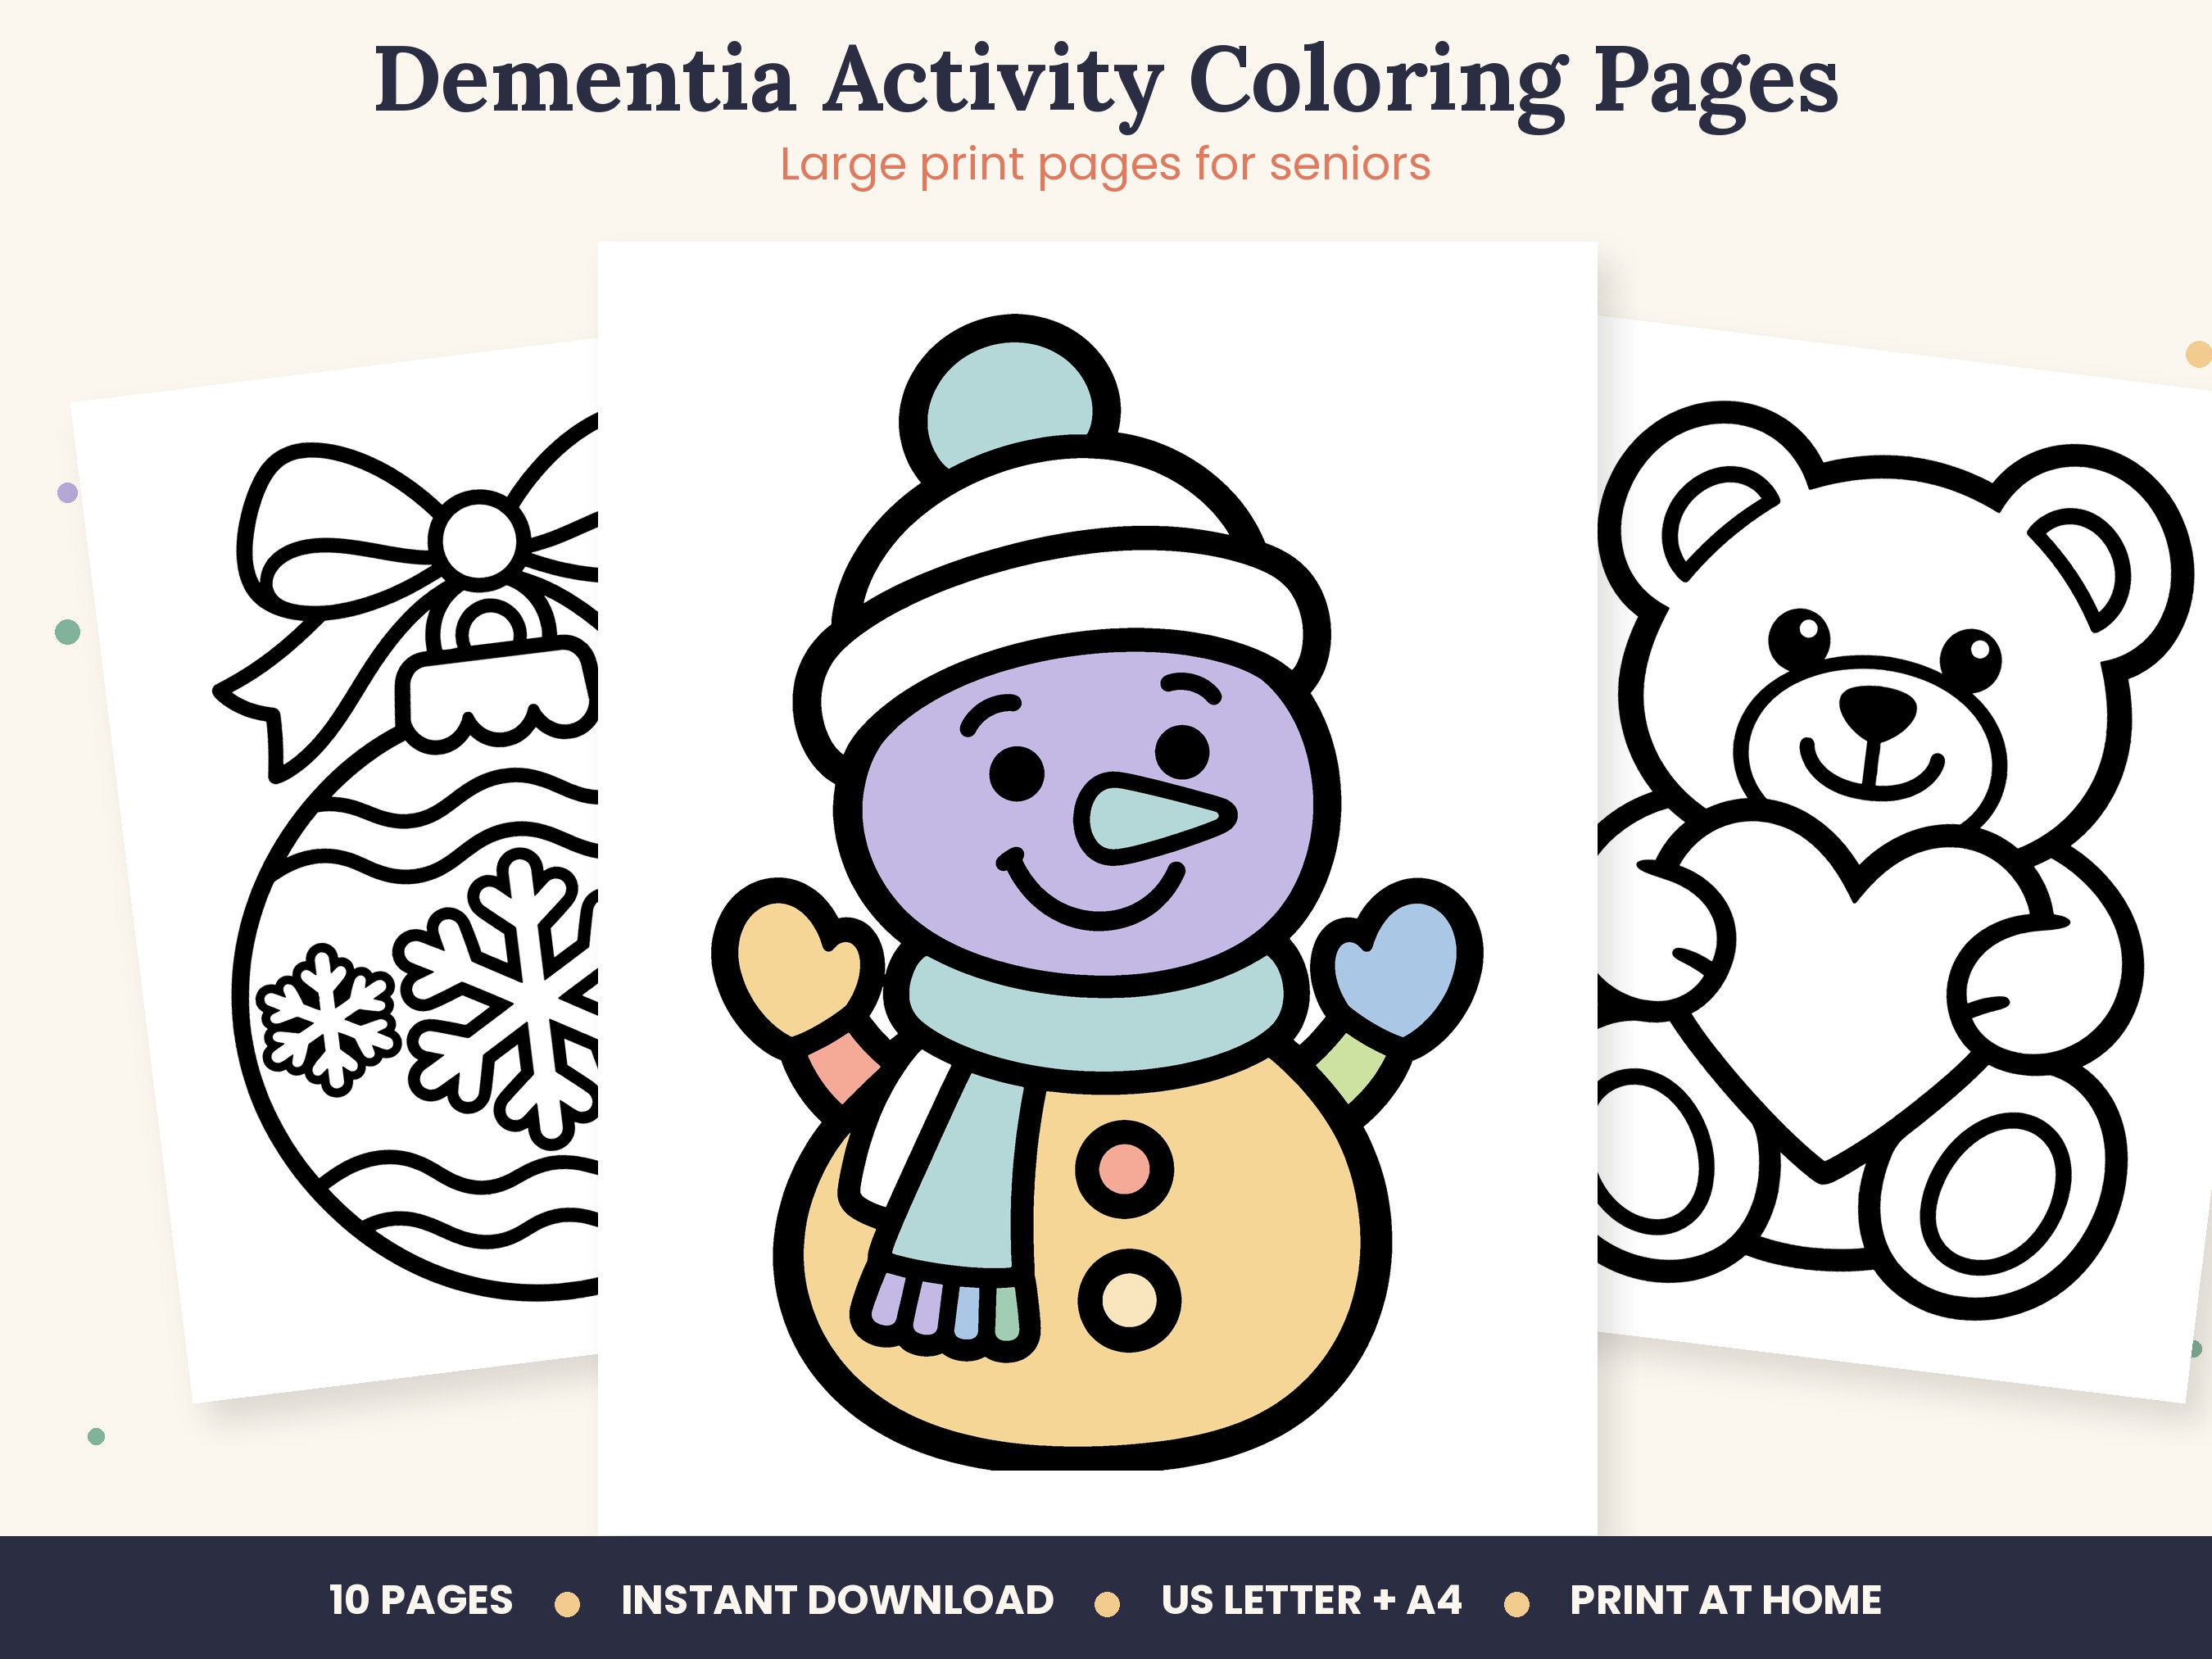 Dementia Activity Coloring Pages
Large print pages for seniors
10 PAGES ● INSTANT DOWNLOAD ● US LETTER + A4 ● PRINT AT HOME